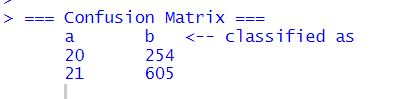 >
> === Confusion Matrix ===
a b <-- classified as
20 254
21 605